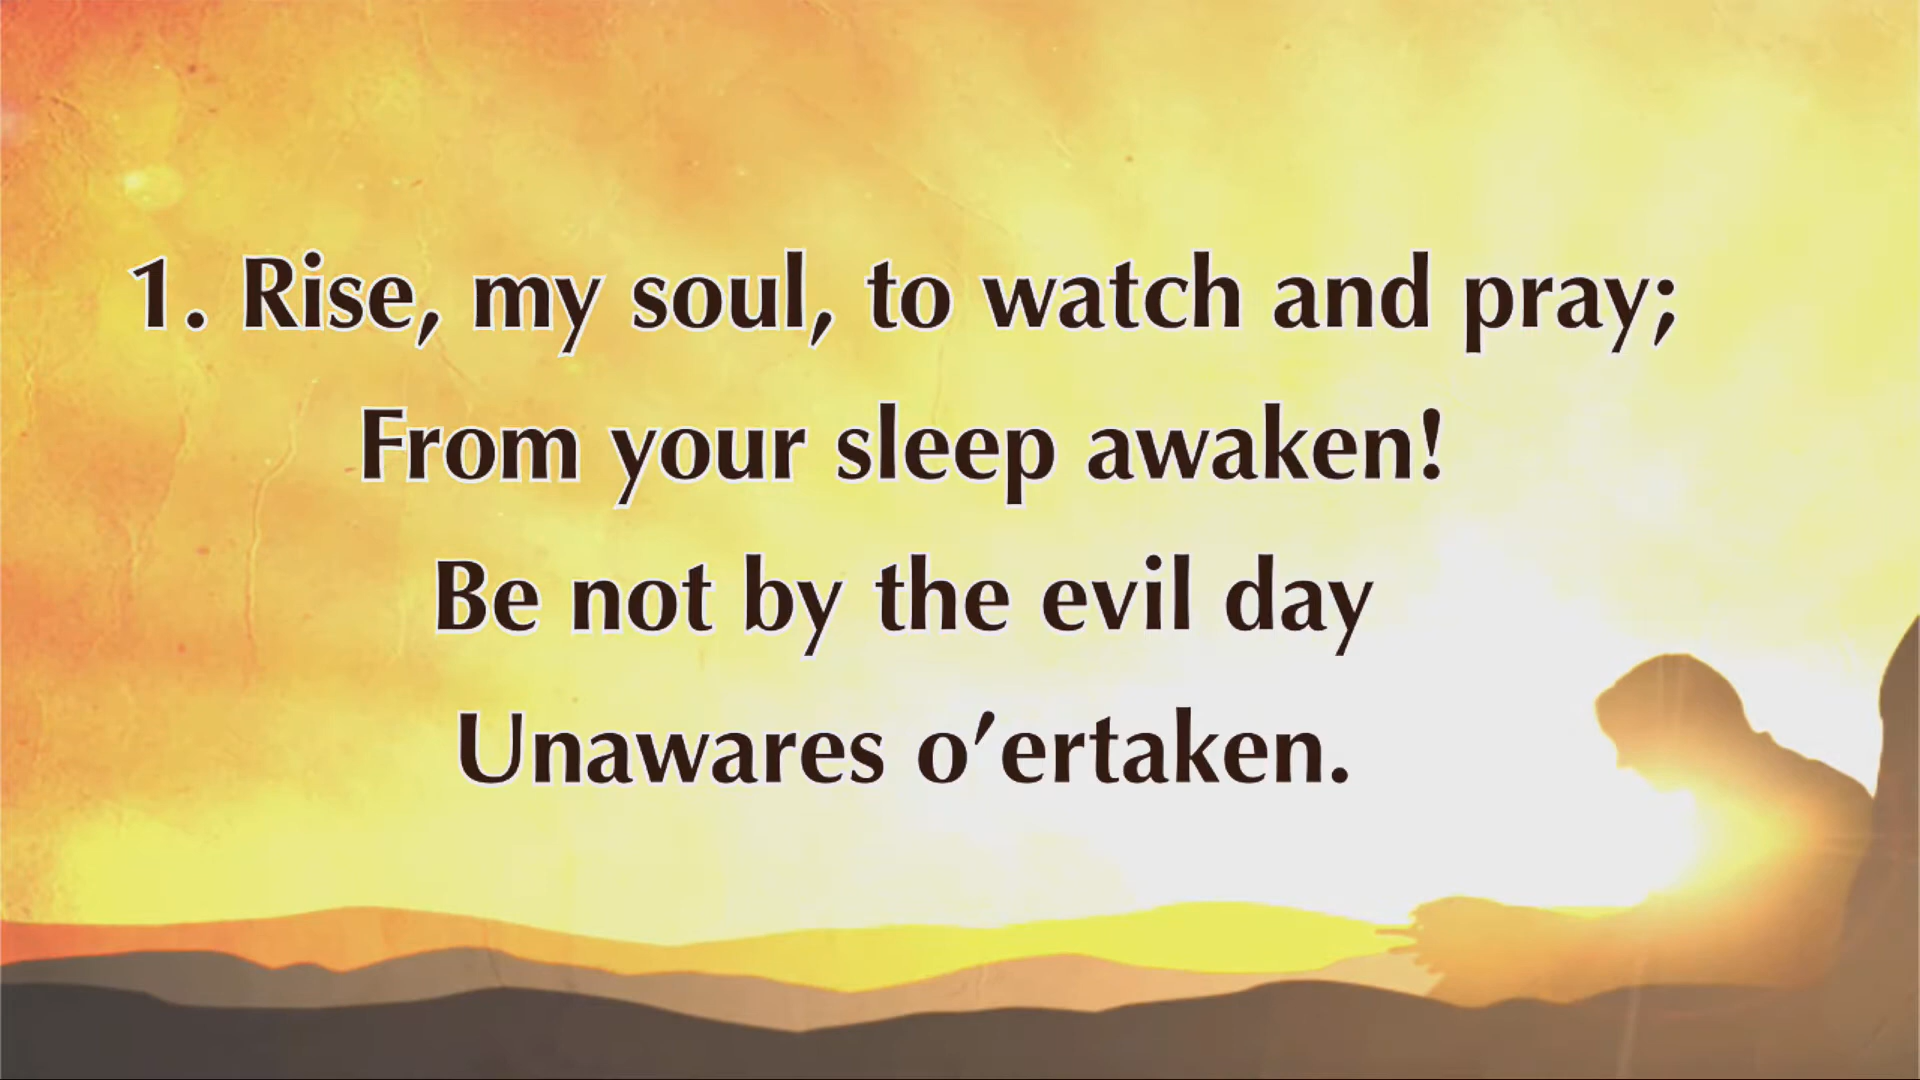 1. Rise, my soul, to watch and pray;
From your sleep awaken!
Be not by the evil day
Unawares o’ertaken.